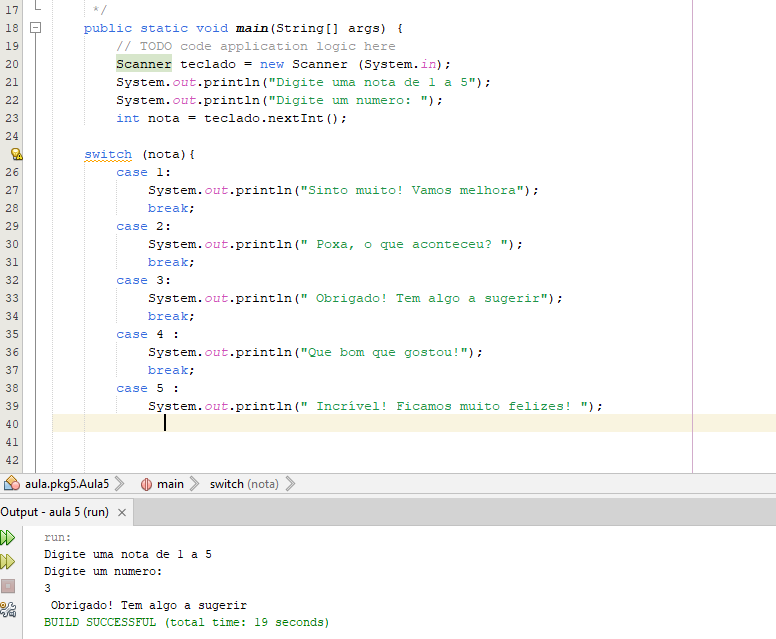 17 */
18 public static void main(String[] args) {
19 // TODO code application logic here
20 Scanner teclado = new Scanner (System.in);
21 System.out.println("Digite uma nota de 1 a 5");
22 System.out.println("Digite um numero: ");
23 int nota = teclado.nextInt();
24
switch (nota){
26 case 1:
27 System.out.println("Sinto muito! Vamos melhora");
28 break;
29 case 2:
30 System.out.println(" Poxa, o que aconteceu? ");
31 break;
32 case 3:
33 System.out.println(" Obrigado! Tem algo a sugerir");
34 break;
35 case 4 :
36 System.out.println("Que bom que gostou!");
37 break;
38 case 5 :
39 System.out.println(" Incrível! Ficamos muito felizes! ");
40
41
42
aula.pkg5.Aula5 main switch (nota)
Output - aula 5 (run) ×
run:
Digite uma nota de 1 a 5
Digite um numero:
3
Obrigado! Tem algo a sugerir
BUILD SUCCESSFUL (total time: 19 seconds)